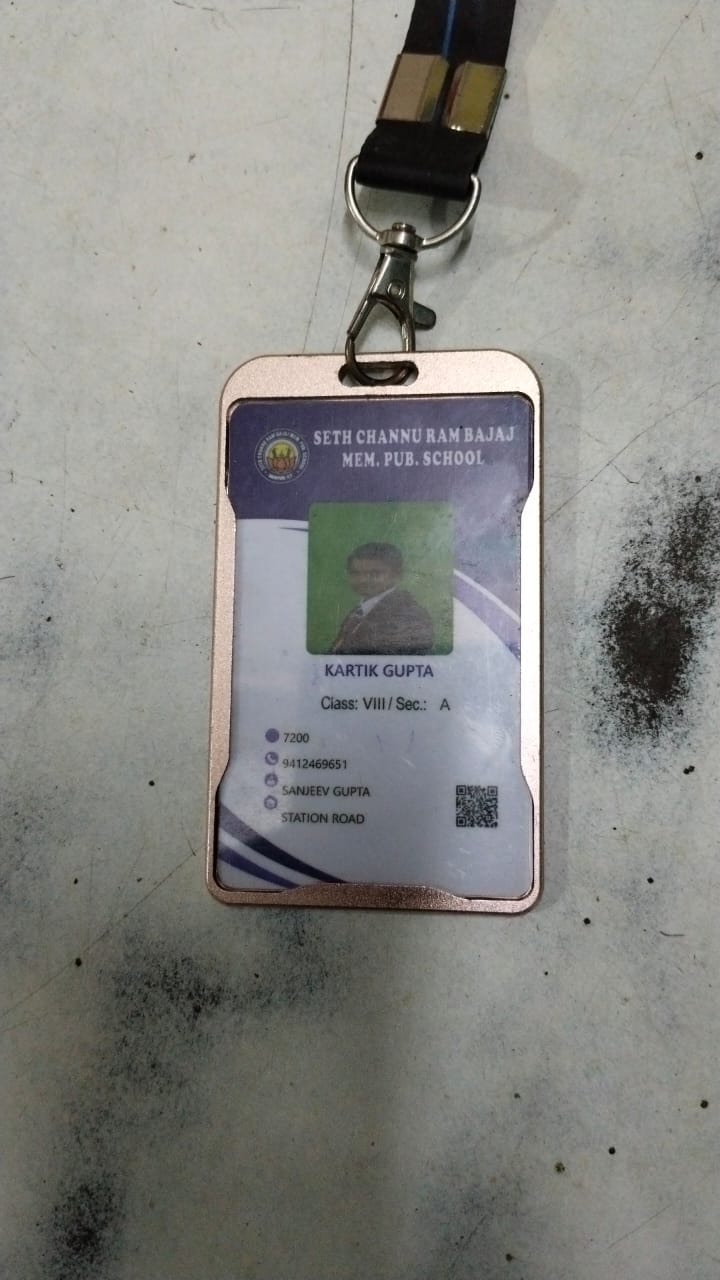 SETH CHANNU RAM BAJAJ
MEM. PUB. SCHOOL
KARTIK GUPTA
Class: VIII / Sec.: A
7200
9412469651
SANJEEV GUPTA
STATION ROAD